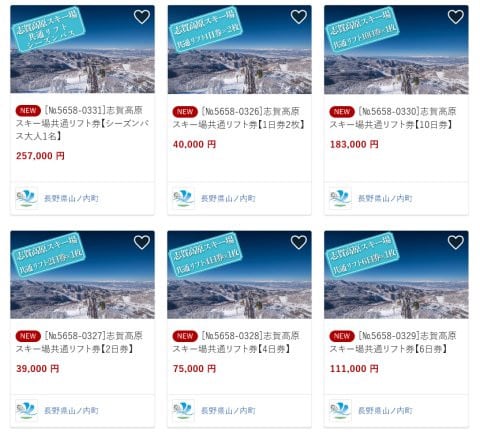 志賀高原スキー場
共通リフト
シーズンパス
NEW [№5658-0331]志賀高原
スキー場共通リフト券【シーズンパ
ス大人1名】
257,000 円
長野県山ノ内町
志賀高原スキー場
共通リフト1日券×2枚
NEW [№5658-0326]志賀高原
スキー場共通リフト券【1日券2枚】
40,000 円
長野県山ノ内町
志賀高原スキー場
共通リフト10日券×1枚
NEW [№5658-0330]志賀高原
スキー場共通リフト券【10日券】
183,000 円
長野県山ノ内町
志賀高原スキー場
共通リフト2日券×1枚
NEW [№5658-0327]志賀高原
スキー場共通リフト券【2日券】
39,000 円
長野県山ノ内町
志賀高原スキー場
共通リフト4日券×1枚
NEW [№5658-0328]志賀高原
スキー場共通リフト券【4日券】
75,000 円
長野県山ノ内町
志賀高原スキー場
共通リフト6日券×1枚
NEW [№5658-0329]志賀高原
スキー場共通リフト券【6日券】
111,000 円
長野県山ノ内町